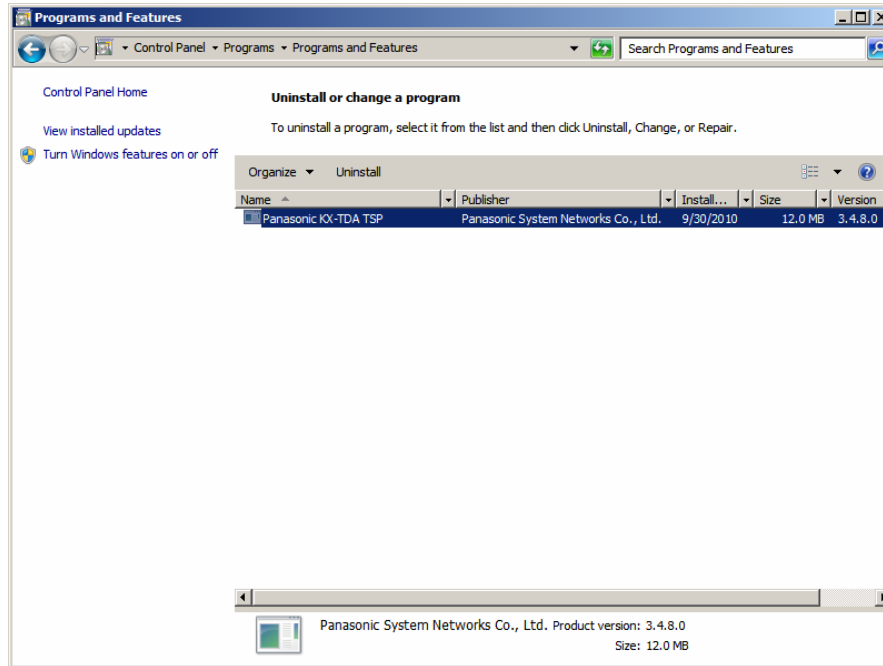 Programs and Features
Control Panel Programs Programs and Features Search Programs and Features
Control Panel Home
Uninstall or change a program
View installed updates
To uninstall a program, select it from the list and then click Uninstall, Change, or Repair.
Turn Windows features on or off
Organize Uninstall
Name Publisher Install... Size Version
Panasonic KX-TDA TSP Panasonic System Networks Co., Ltd. 9/30/2010 12.0 MB 3.4.8.0
Panasonic System Networks Co., Ltd. Product version: 3.4.8.0
Size: 12.0 MB